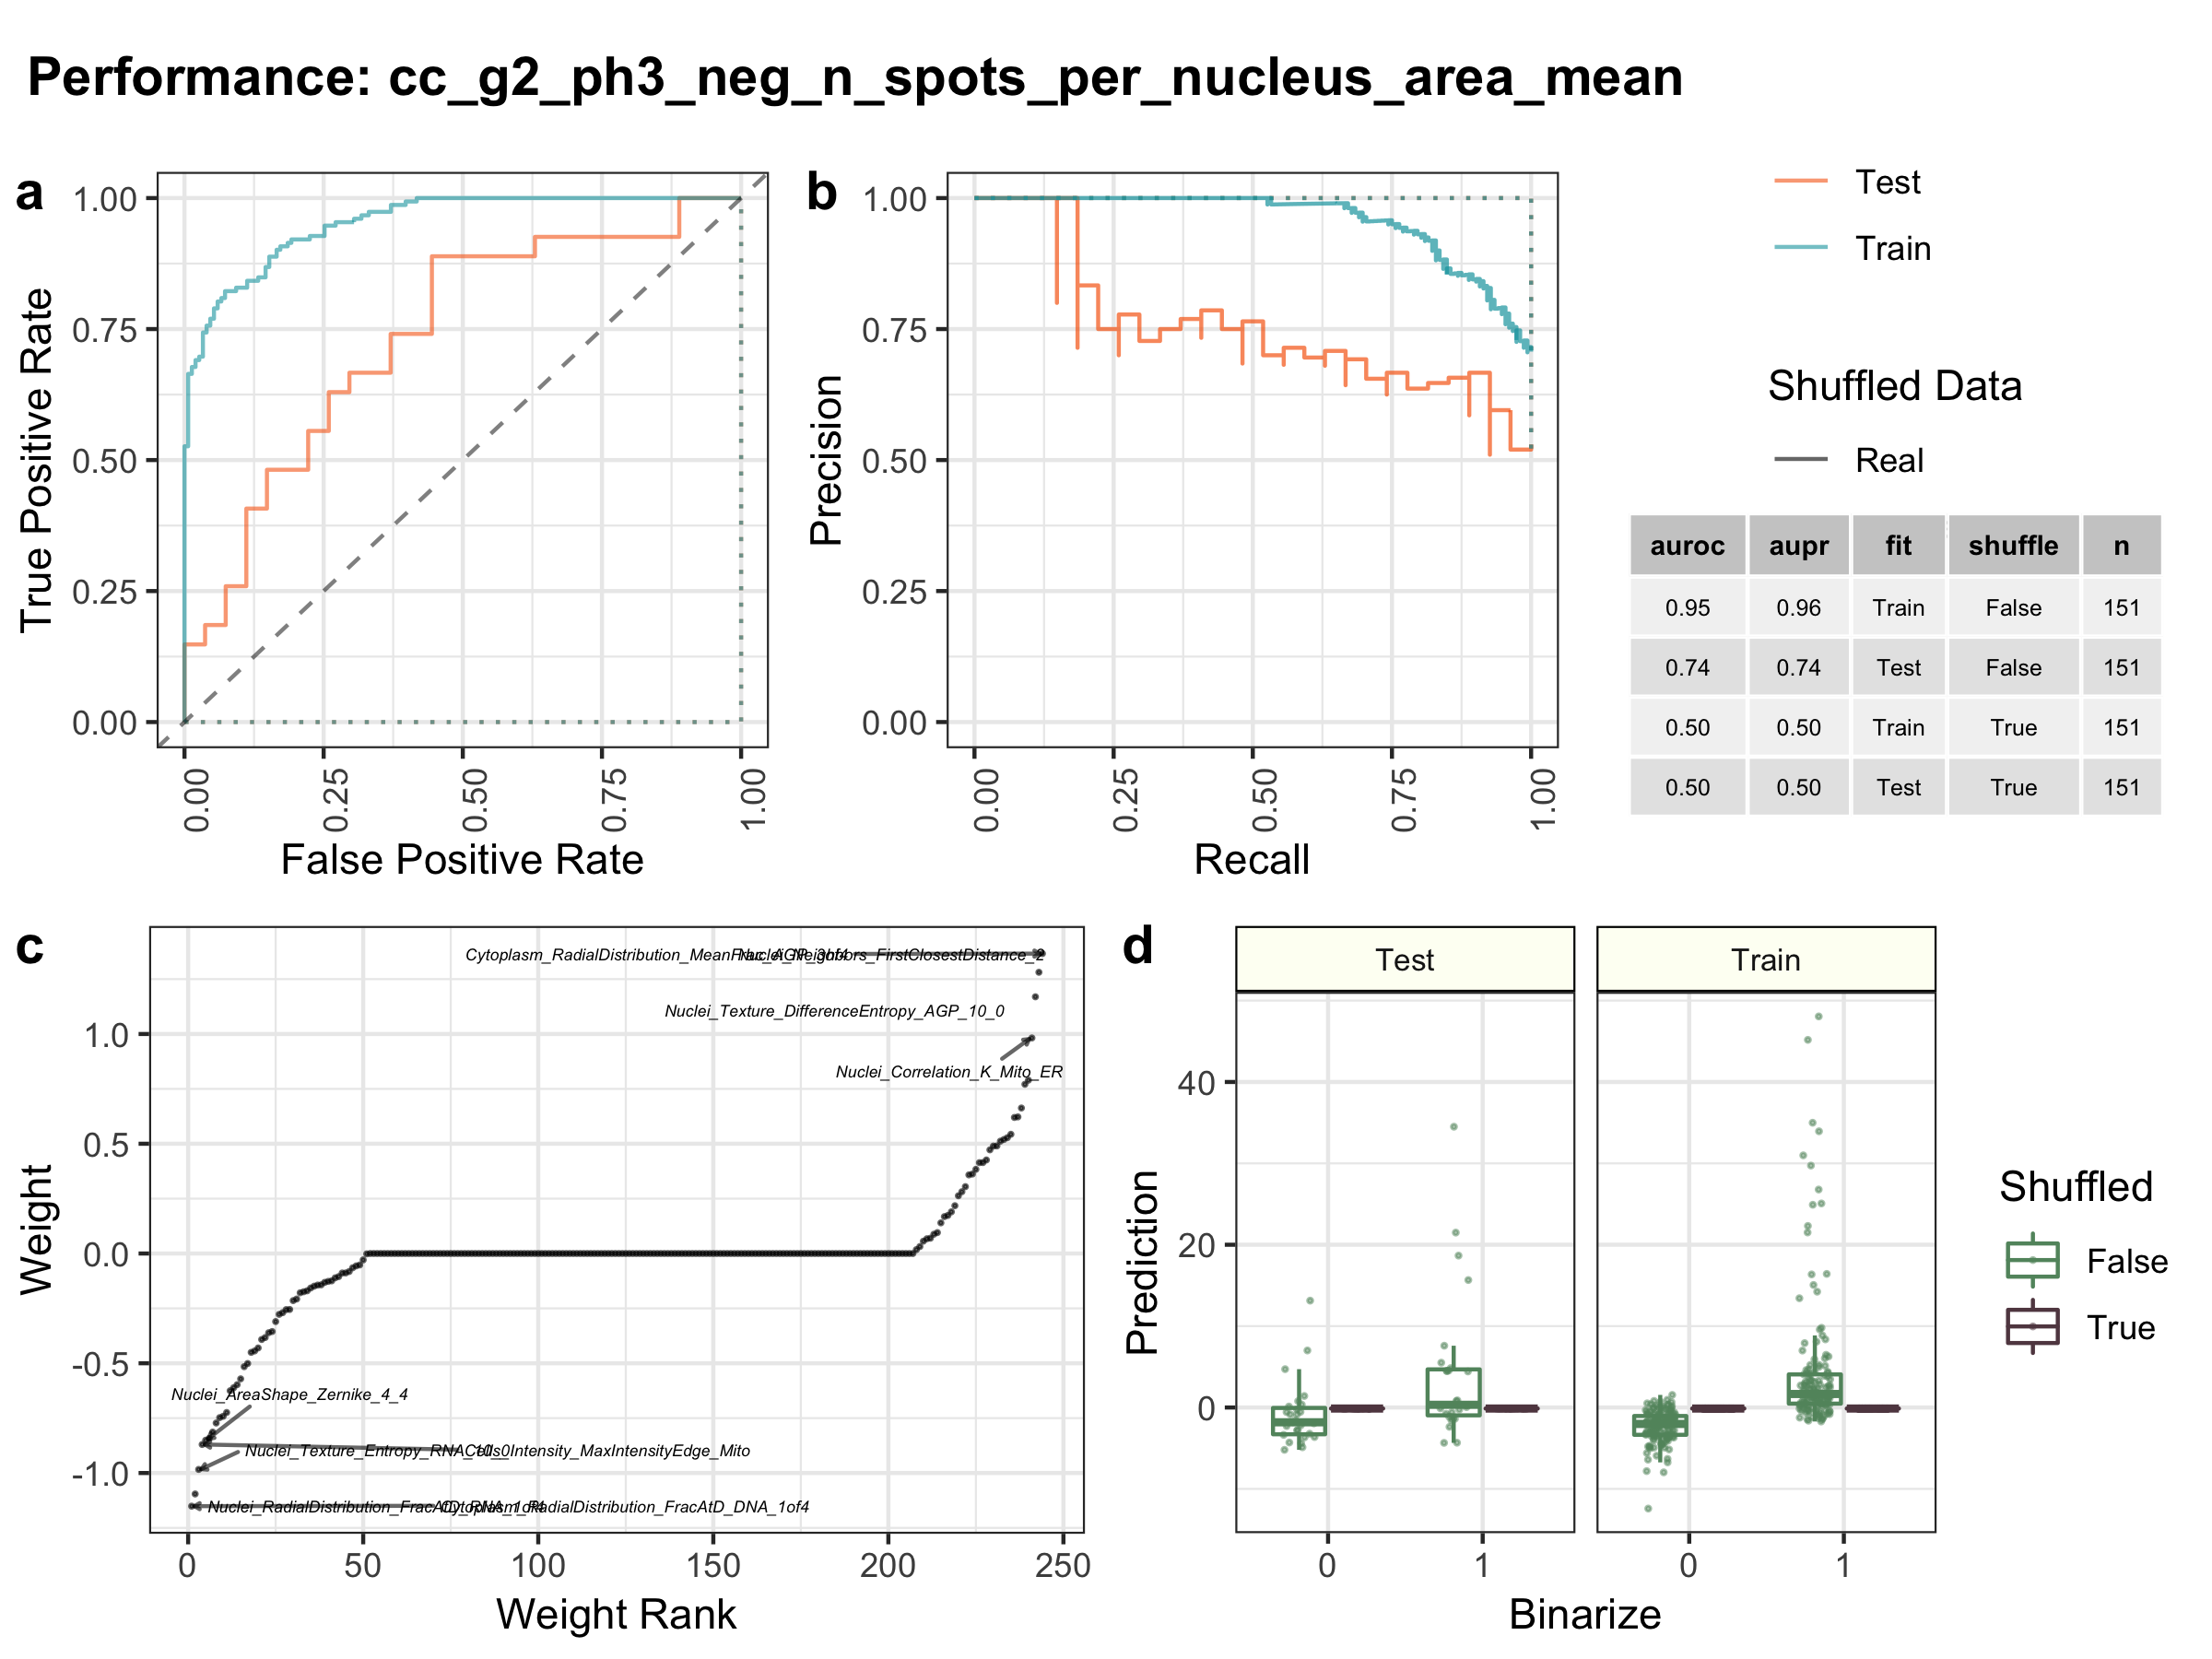 Performance: cc_g2_ph3_neg_n_spots_per_nucleus_area_mean
a
True Positive Rate
1.00
0.75
0.50
0.25
0.00
0.00 0.25 0.50 0.75 1.00
False Positive Rate
b
Precision
1.00
0.75
0.50
0.25
0.00
0.00 0.25 0.50 0.75 1.00
Recall
Test
Train
Shuffled Data
Real
auroc aupr fit shuffle n
0.95 0.96 Train False 151
0.74 0.74 Test False 151
0.50 0.50 Train True 151
0.50 0.50 Test True 151
c
Weight
1.0
0.5
0.0
-0.5
-1.0
Cytoplasm_RadialDistribution_MeanFrac_AGP_3of4
Nuclei_Neighbors_FirstClosestDistance_2
Nuclei_Texture_DifferenceEntropy_AGP_10_0
Nuclei_Correlation_K_Mito_ER
Nuclei_AreaShape_Zernike_4_4
Nuclei_Texture_Entropy_RNA_10_0
Cells_Intensity_MaxIntensityEdge_Mito
Nuclei_RadialDistribution_FracAtD_RNA_1of4
Cytoplasm_RadialDistribution_FracAtD_DNA_1of4
0 50 100 150 200 250
Weight Rank
d
Test Train
Prediction
40
20
0
0 1 0 1
Binarize
Shuffled
False
True